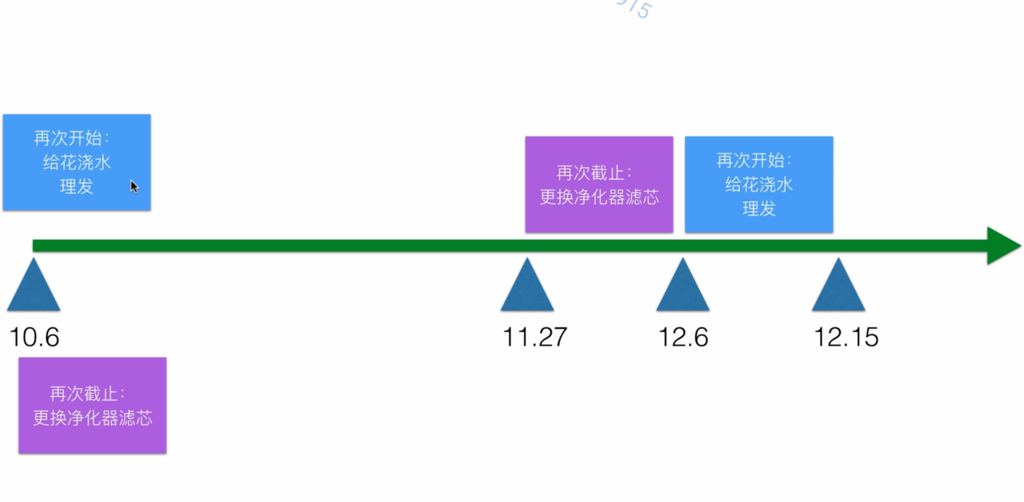 再次开始：
给花浇水
理发
再次截止：
更换净化器滤芯
再次开始：
给花浇水
理发
10.6
11.27
12.6
12.15
再次截止：
更换净化器滤芯